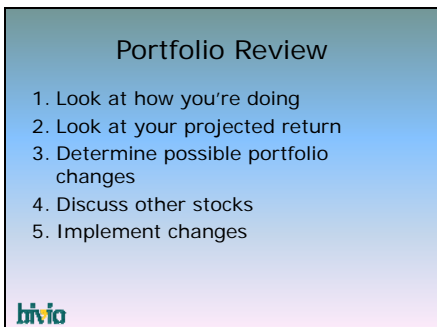 Portfolio Review
1. Look at how you're doing
2. Look at your projected return
3. Determine possible portfolio
changes
4. Discuss other stocks
5. Implement changes
bivio